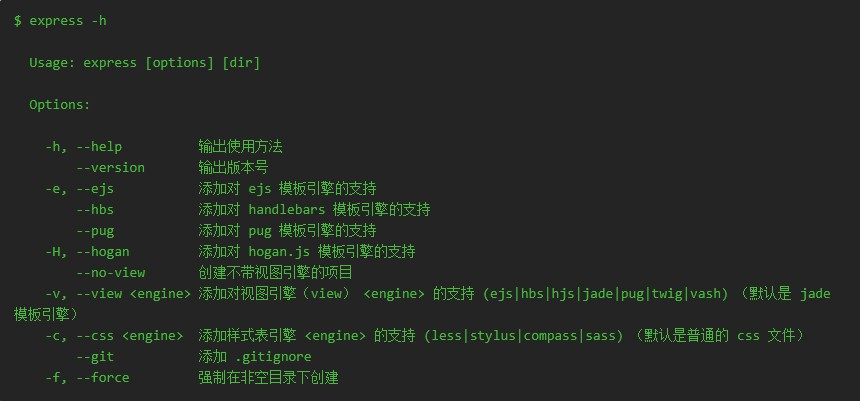 $ express -h
Usage: express [options] [dir]
Options:
-h, --help 输出使用方法
--version 输出版本号
-e, --ejs 添加对 ejs 模板引擎的支持
--hbs 添加对 handlebars 模板引擎的支持
--pug 添加对 pug 模板引擎的支持
-H, --hogan 添加对 hogan.js 模板引擎的支持
--no-view 创建不带视图引擎的项目
-v, --view <engine> 添加对视图引擎（view） <engine> 的支持 (ejs|hbs|hjs|jade|pug|twig|vash) （默认是 jade
模板引擎）
-c, --css <engine> 添加样式表引擎 <engine> 的支持 (less|stylus|compass|sass) （默认是普通的 css 文件）
--git 添加 .gitignore
-f, --force 强制在非空目录下创建